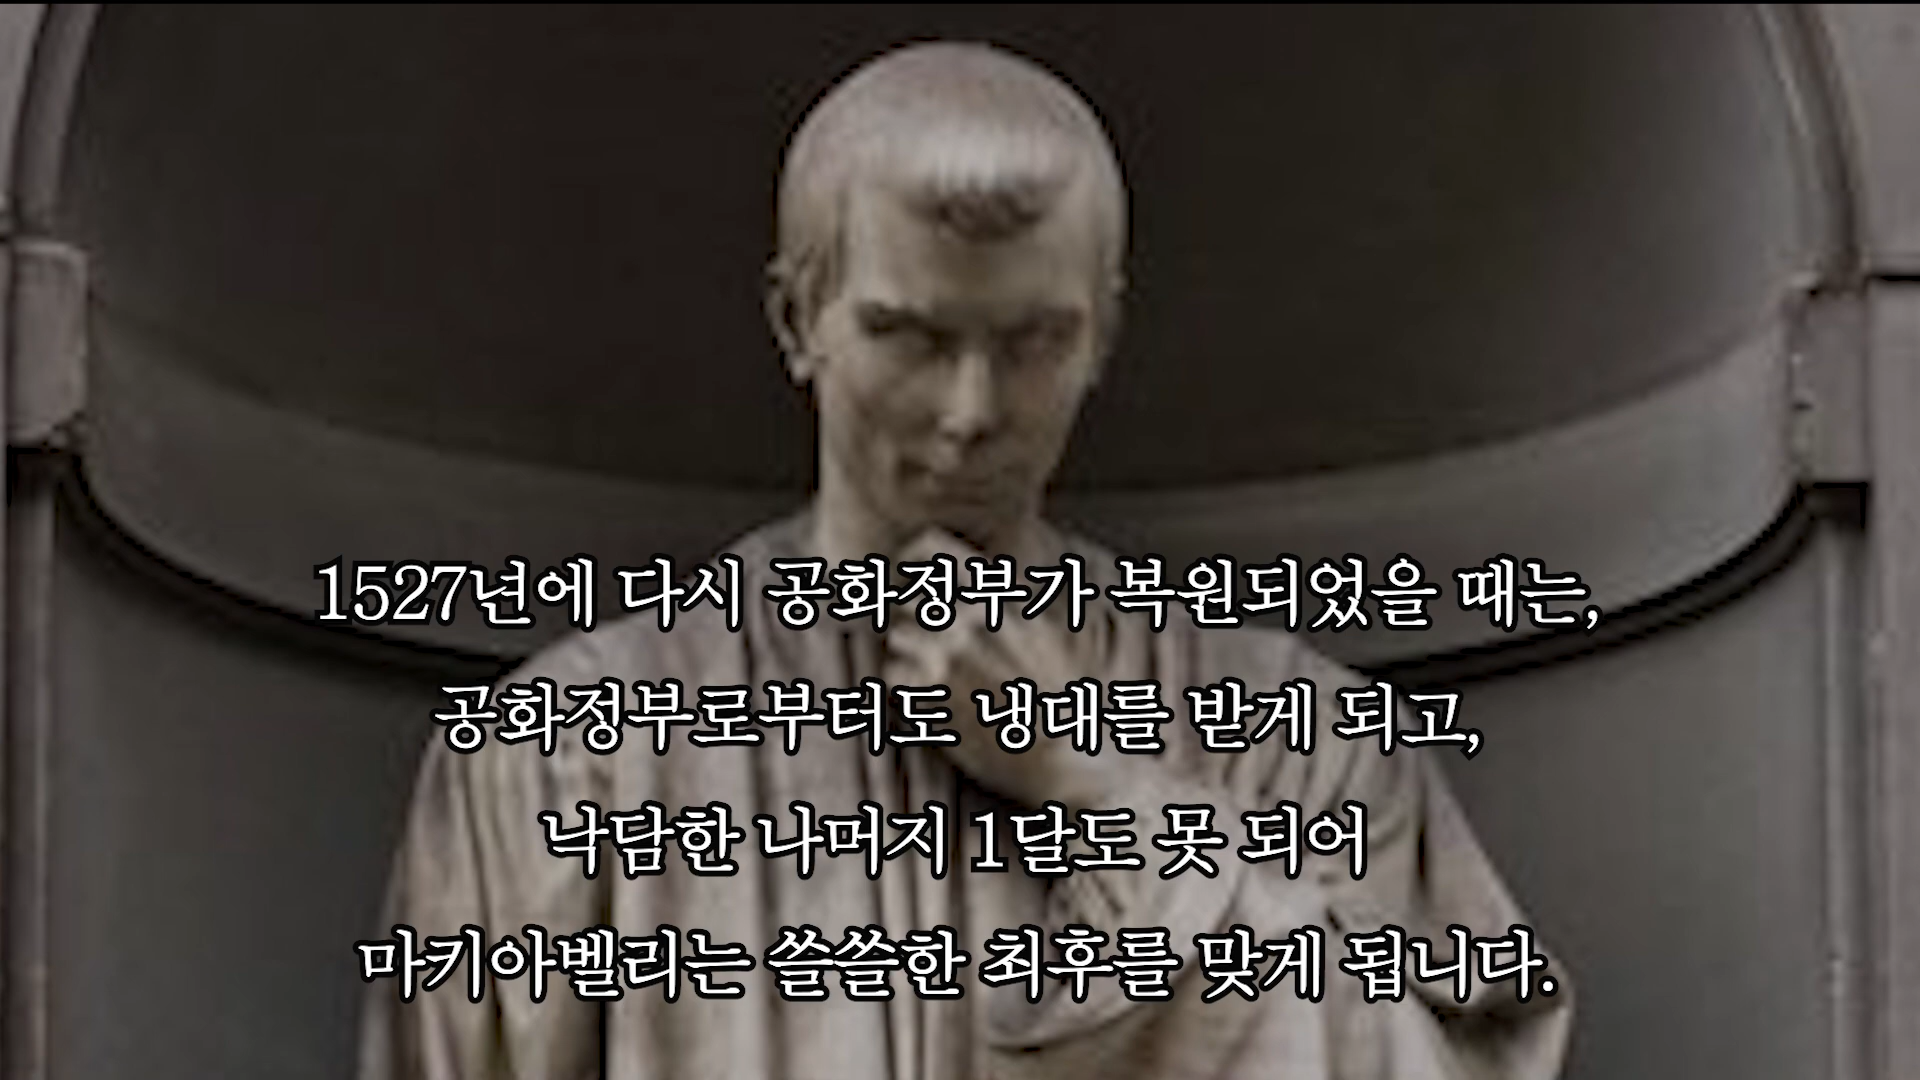 1527년에 다시 공화정부가 복원되었을 때는,
공화정부로부터도 냉대를 받게 되고,
낙담한 나머지 1달도 못 되어
마키아벨리는 쓸쓸한 최후를 맞게 됩니다.